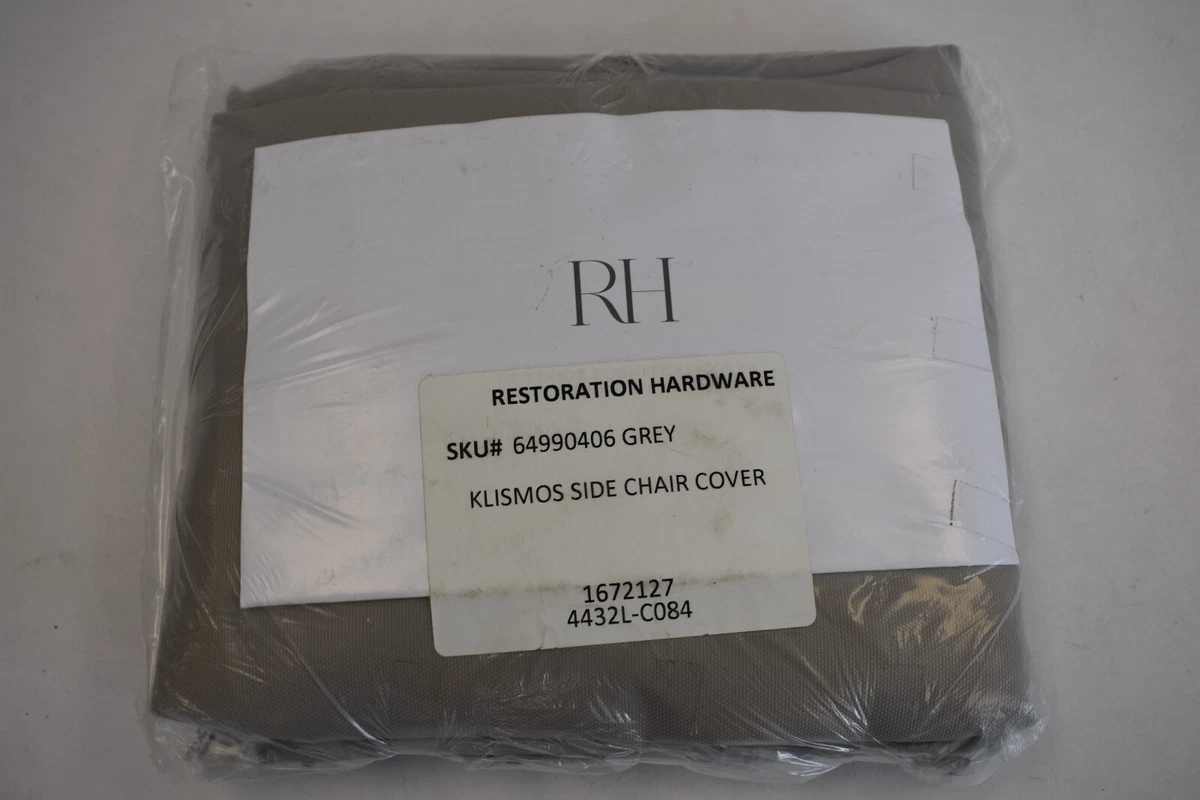 RH
RESTORATION HARDWARE
SKU# 64990406 GREY
KLISMOS SIDE CHAIR COVER
1672127
4432L-C084